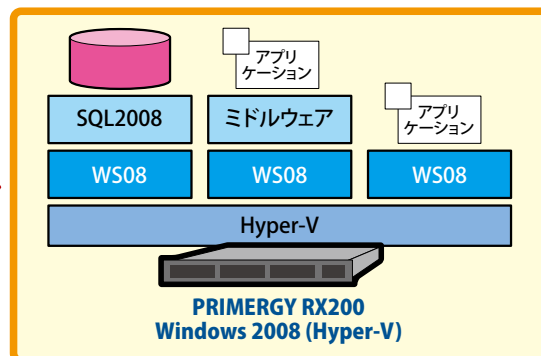 アプリ
ケーション
SQL2008
ミドルウェア
アプリ
ケーション
WS08
WS08
WS08
Hyper-V
PRIMERGY RX200
Windows 2008 (Hyper-V)